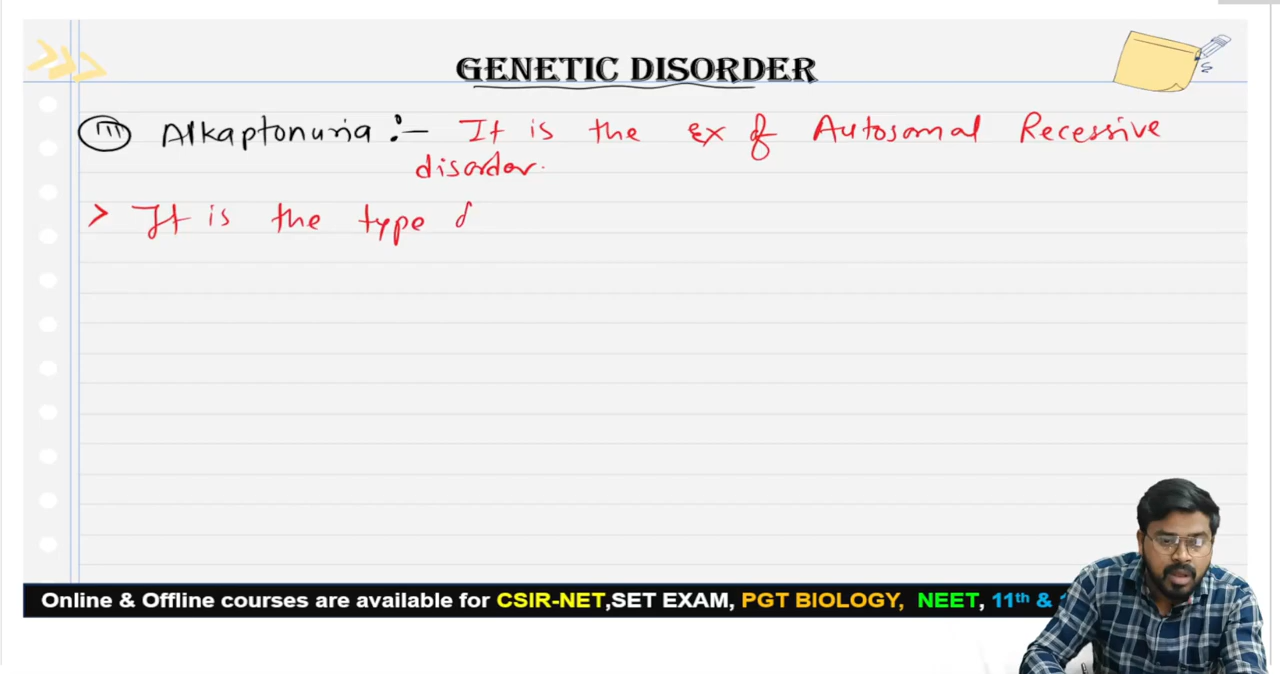 GENETIC DISORDER
III Alkaptonuria :- It is the ex of Autosomal Recessive
disorder.
> It is the type
Online & Offline courses are available for CSIR-NET,SET EXAM, PGT BIOLOGY, NEET, 11th &